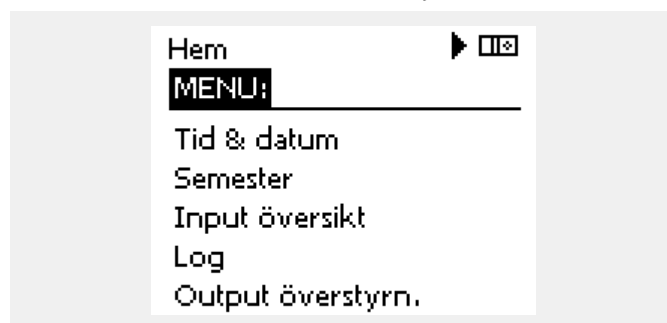 Hem
MENU:
Tid & datum
Semester
Input översikt
Log
Output överstyrn.